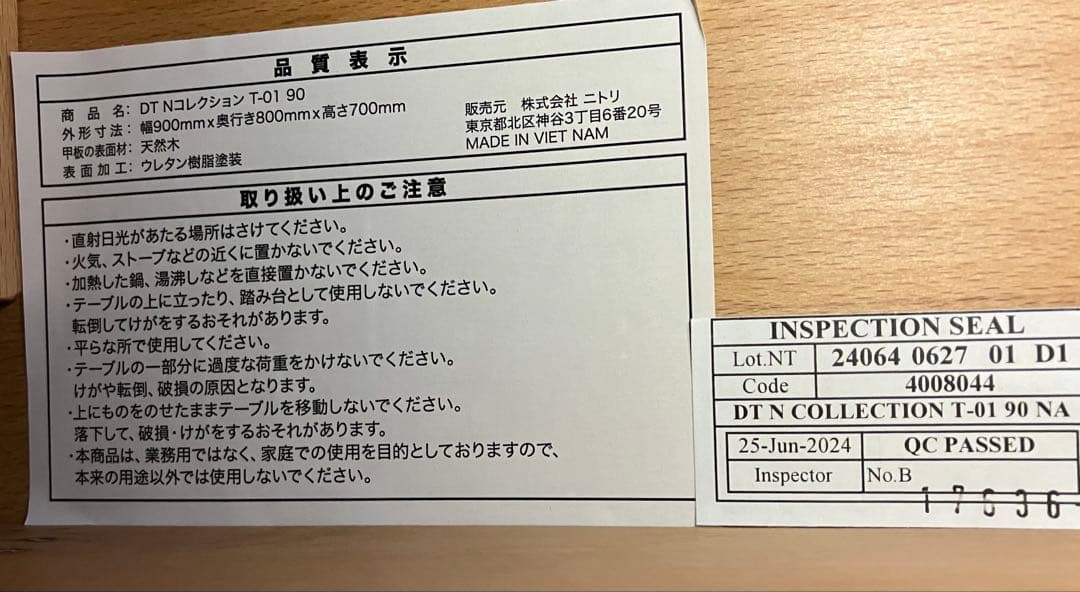 品質表示
商品名: DT Nコレクション T-01 90
外形寸法: 幅900mmx奥行き800mmx高さ700mm
甲板の表面材: 天然木
表面加工: ウレタン樹脂塗装
販売元 株式会社 ニトリ
東京都北区神谷3丁目6番20号
MADE IN VIET NAM
取り扱い上のご注意
・直射日光があたる場所はさけてください。
・火気、ストーブなどの近くに置かないでください。
・加熱した鍋、湯沸しなどを直接置かないでください。
・テーブルの上に立ったり、踏み台として使用しないでください。
転倒してけがをするおそれがあります。
・平らな所で使用してください。
・テーブルの一部分に過度な荷重をかけないでください。
けがや転倒、破損の原因となります。
・上にものをのせたままテーブルを移動しないでください。
落下して、破損・けがをするおそれがあります。
・本商品は、業務用ではなく、家庭での使用を目的としておりますので、
本来の用途以外では使用しないでください。
INSPECTION SEAL
Lot.NT 24064 0627 01 D1
Code 4008044
DT N COLLECTION T-01 90 NA
25-Jun-2024 QC PASSED
Inspector No.B